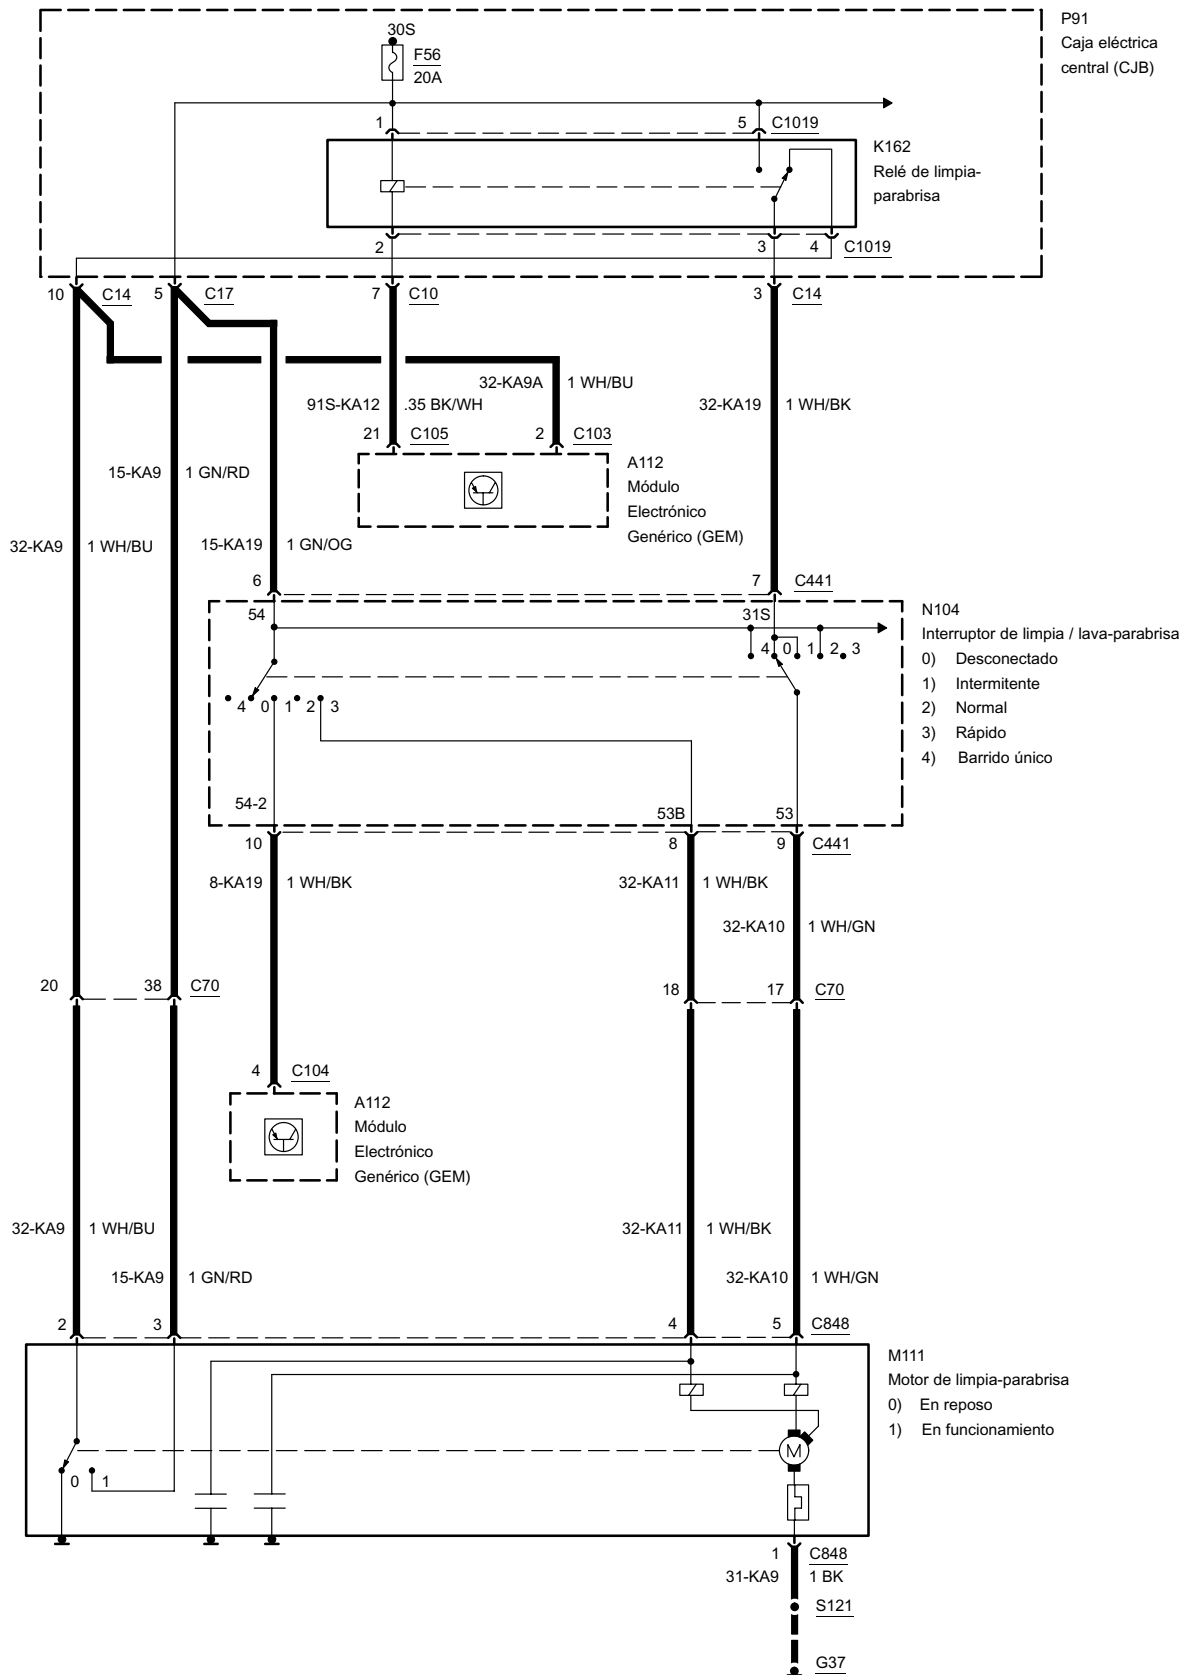 P91
Caja eléctrica
central (CJB)
30S
F56
20A
1
5 C1019
K162
Relé de limpia-
parabrisa
2
3 4 C1019
10 C14
5 C17
7 C10
3 C14
32-KA9A 1 WH/BU
91S-KA12 .35 BK/WH
32-KA19 1 WH/BK
21 C105
2 C103
A112
Módulo
Electrónico
Genérico (GEM)
15-KA9 1 GN/RD
32-KA9 1 WH/BU
15-KA19 1 GN/OG
6
7 C441
54
31S
N104
Interruptor de limpia / lava-parabrisa
0) Desconectado
1) Intermitente
2) Normal
3) Rápido
4) Barrido único
4 0 1 2 3
4 0 1 2 3
54-2
53B
53
10
8
9 C441
8-KA19 1 WH/BK
32-KA11 1 WH/BK
32-KA10 1 WH/GN
20
38 C70
18
17 C70
4 C104
A112
Módulo
Electrónico
Genérico (GEM)
32-KA9 1 WH/BU
32-KA11 1 WH/BK
15-KA9 1 GN/RD
32-KA10 1 WH/GN
2
3
4
5 C848
M111
Motor de limpia-parabrisa
0) En reposo
1) En funcionamiento
M
0 1
1 C848
31-KA9 1 BK
S121
G37